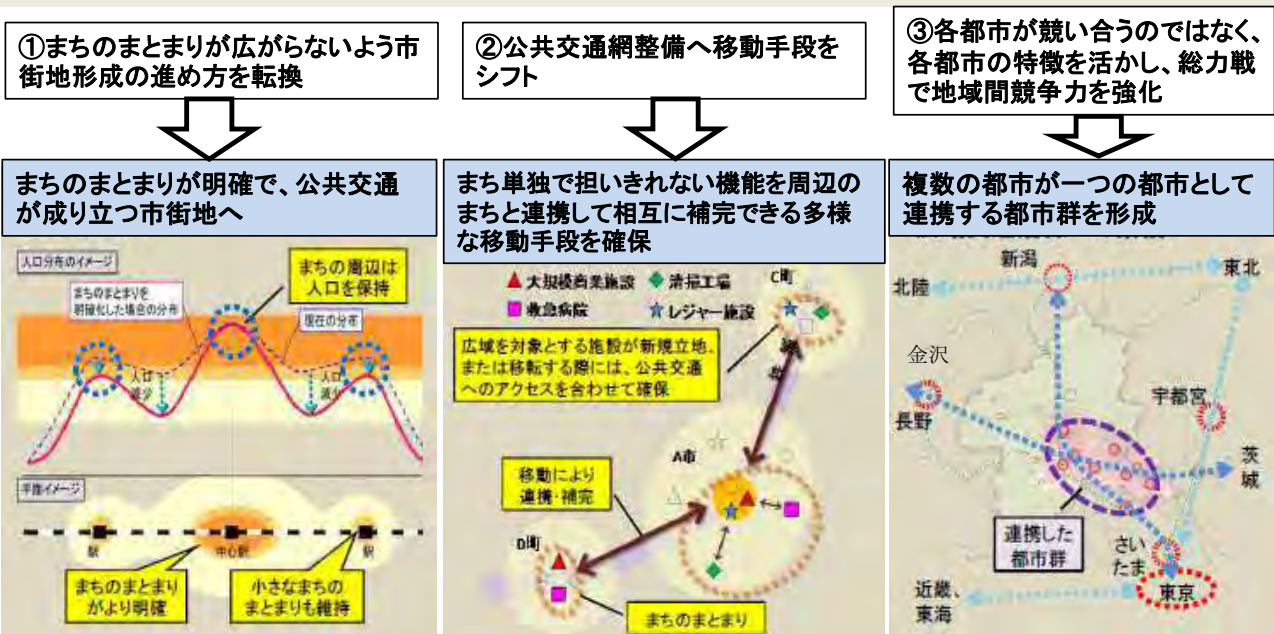 ①まちのまとまりが広がらないよう市
街地形成の進め方を転換
まちのまとまりが明確で、公共交通
が成り立つ市街地へ
人口分布のイメージ
まちのまとまりを
明確化した場合の分布
まちの周辺は
人口を保持
現在の分布
人口
減少
人口
減少
平面イメージ
駅
中心駅
駅
まちのまとまり
がより明確
小さなまちの
まとまりも維持
②公共交通網整備へ移動手段を
シフト
まち単独で担いきれない機能を周辺の
まちと連携して相互に補完できる多様
な移動手段を確保
大規模商業施設
清掃工場
救急病院
レジャー施設
C町
広域を対象とする施設が新規立地、
または移転する際には、公共交通
へのアクセスを合わせて確保
A市
移動により
連携・補完
D町
まちのまとまり
③各都市が競い合うのではなく、
各都市の特徴を活かし、総力戦
で地域間競争力を強化
複数の都市が一つの都市として
連携する都市群を形成
新潟
東北
北陸
金沢
宇都宮
長野
茨
城
連携した
都市群
さい
たま
近畿、
東海
東京